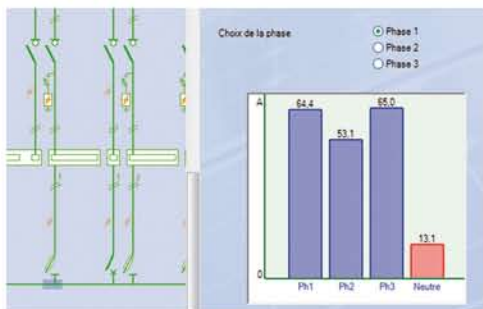 Choix de la phase
Phase 1
Phase 2
Phase 3
A
64,4
53,1
65,0
13,1
0
Ph1
Ph2
Ph3
Neutre